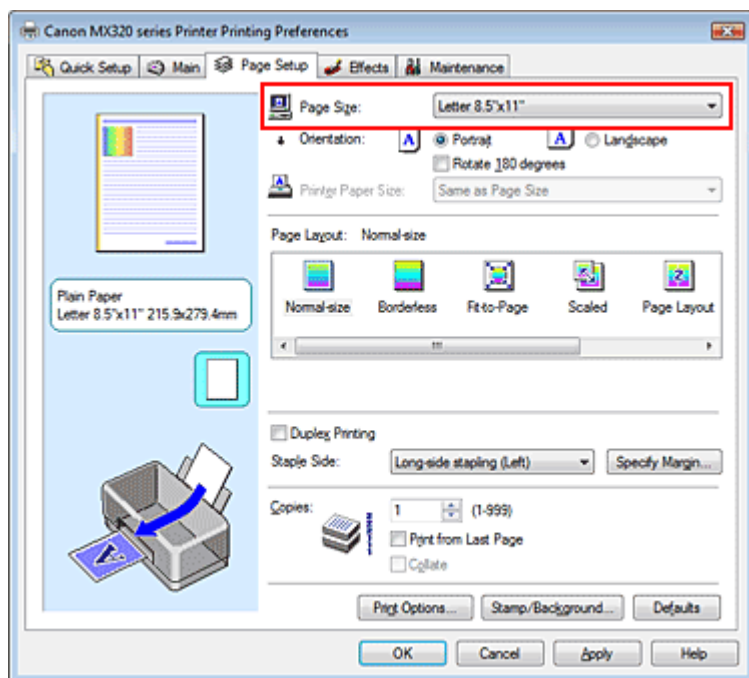 Canon MX320 series Printer Printing Preferences
Quick Setup Main Page Setup Effects Maintenance
Page Size: Letter 8.5"x11"
Orientation: A Portrait A Landscape
Rotate 180 degrees
Printer Paper Size: Same as Page Size
Page Layout: Normal-size
Normal-size Borderless Fit-to-Page Scaled Page Layout
Plain Paper
Letter 8.5"x11" 215.9x279.4mm
Duplex Printing
Staple Side: Long-side stapling (Left) Specify Margin...
Copies: 1 (1-999)
Print from Last Page
Collate
Print Options... Stamp/Background... Defaults
OK Cancel Apply Help